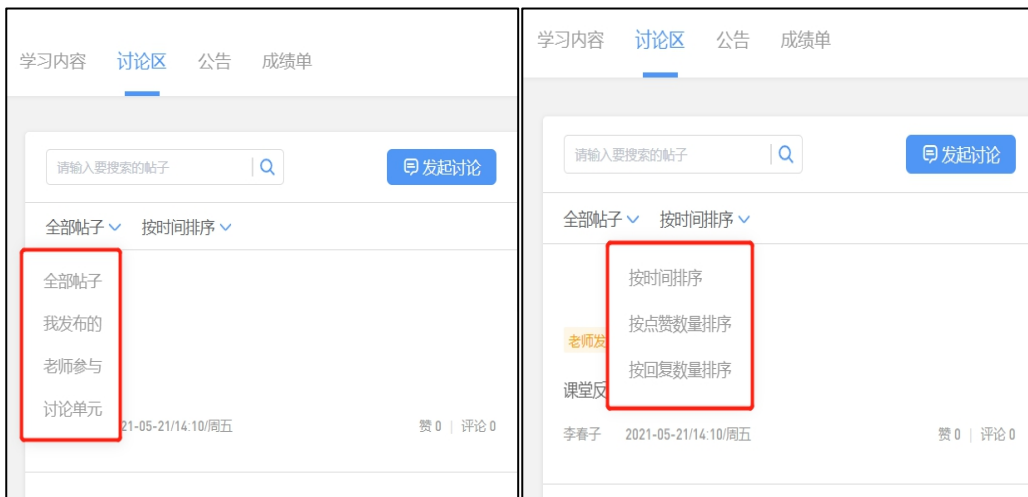 学习内容 讨论区 公告 成绩单
请输入要搜索的帖子 发起讨论
全部帖子 按时间排序
全部帖子
我发布的
老师参与
讨论单元
21-05-21/14:10/周五 赞 0 | 评论 0
学习内容 讨论区 公告 成绩单
请输入要搜索的帖子 发起讨论
全部帖子 按时间排序
按时间排序
按点赞数量排序
老师发
按回复数量排序
课堂反
李春子 2021-05-21/14:10/周五 赞 0 | 评论 0